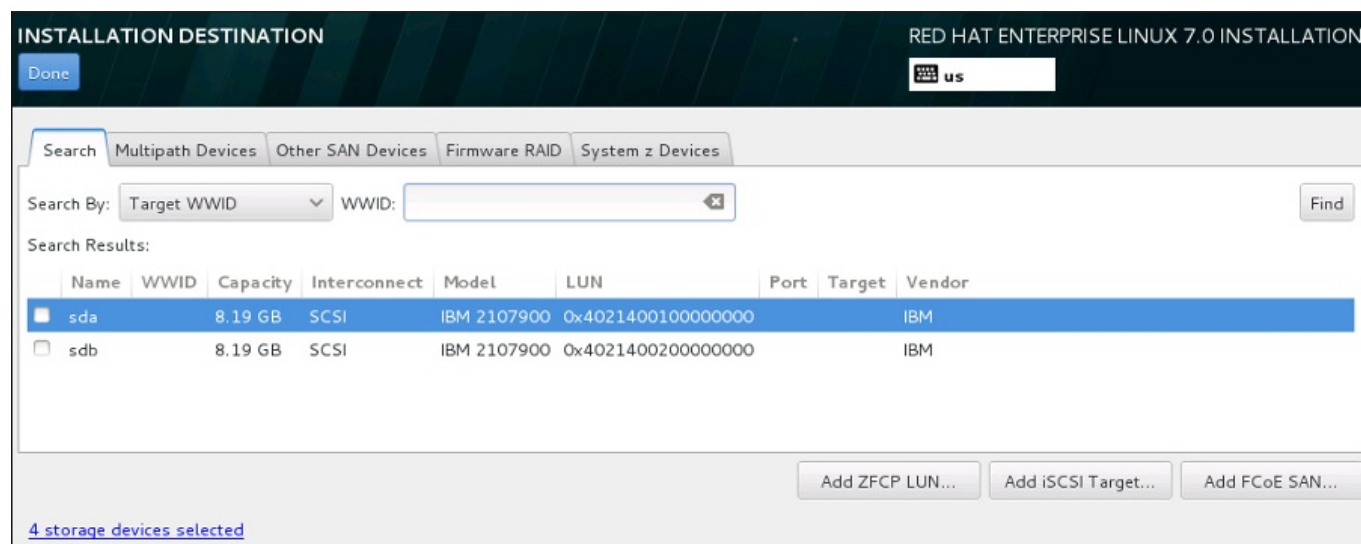 INSTALLATION DESTINATION
RED HAT ENTERPRISE LINUX 7.0 INSTALLATION
Done
us
Search Multipath Devices Other SAN Devices Firmware RAID System z Devices
Search By: Target WWID WWID: Find
Search Results:
Name WWID Capacity Interconnect Model LUN Port Target Vendor
sda 8.19 GB SCSI IBM 2107900 0x4021400100000000 IBM
sdb 8.19 GB SCSI IBM 2107900 0x4021400200000000 IBM
Add ZFCP LUN... Add iSCSI Target... Add FCoE SAN...
4 storage devices selected